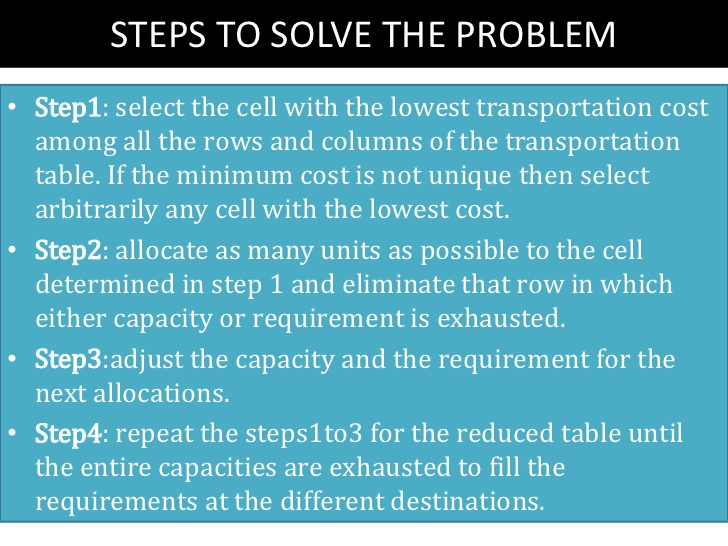 STEPS TO SOLVE THE PROBLEM
• Step1: select the cell with the lowest transportation cost
among all the rows and columns of the transportation
table. If the minimum cost is not unique then select
arbitrarily any cell with the lowest cost.
• Step2: allocate as many units as possible to the cell
determined in step 1 and eliminate that row in which
either capacity or requirement is exhausted.
• Step3:adjust the capacity and the requirement for the
next allocations.
• Step4: repeat the steps1to3 for the reduced table until
the entire capacities are exhausted to fill the
requirements at the different destinations.